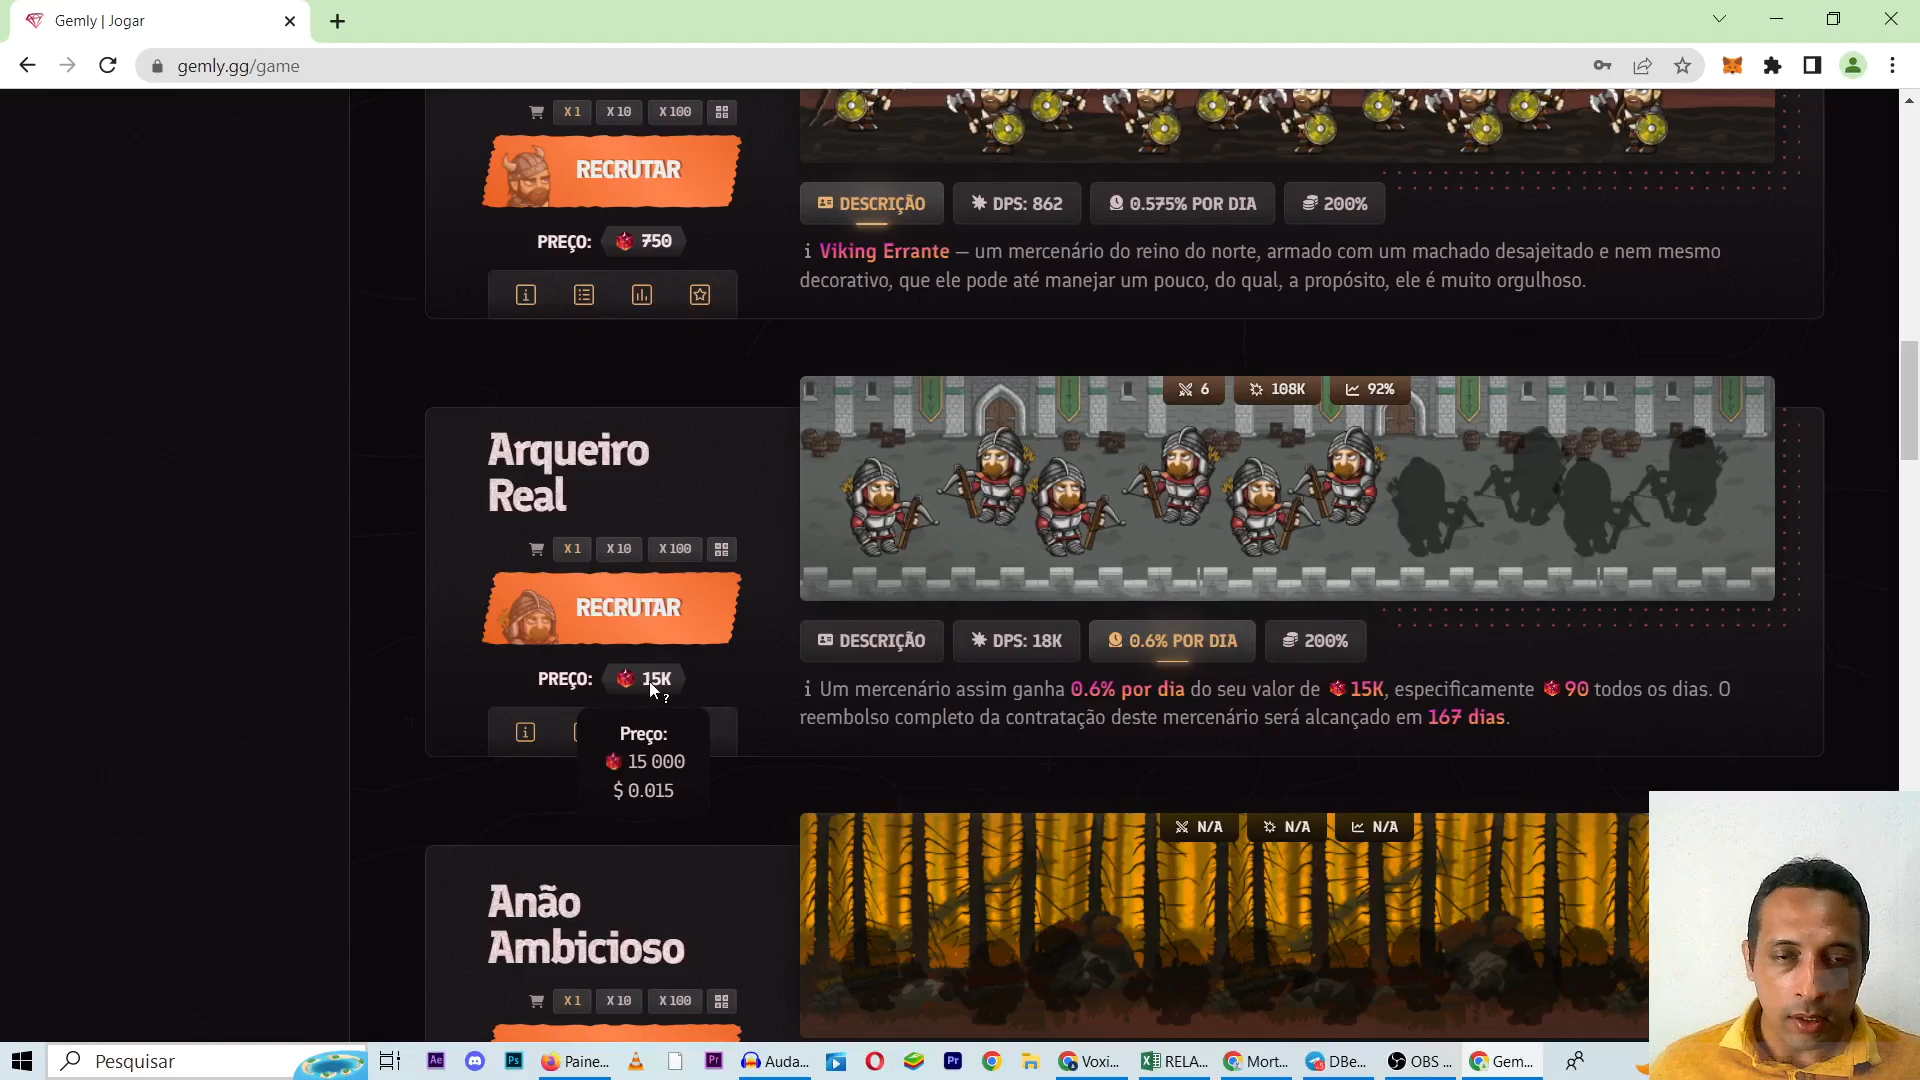 Gemly | Jogar
gemly.gg/game
X 1 X 10 X 100
RECRUTAR
PREÇO: 750
DESCRIÇÃO DPS: 862 0.575% POR DIA 200%
Viking Errante — um mercenário do reino do norte, armado com um machado desajeitado e nem mesmo
decorativo, que ele pode até manejar um pouco, do qual, a propósito, ele é muito orgulhoso.
6 108K 92%
Arqueiro
Real
X 1 X 10 X 100
RECRUTAR
PREÇO: 15K
Preço:
15 000
$ 0.015
DESCRIÇÃO DPS: 18K 0.6% POR DIA 200%
Um mercenário assim ganha 0.6% por dia do seu valor de 15K, especificamente 90 todos os dias. O
reembolso completo da contratação deste mercenário será alcançado em 167 dias.
N/A N/A N/A
Anão
Ambicioso
X 1 X 10 X 100
Pesquisar Ae Ps Paine... Pr Auda... Pr Voxi... RELA... Mort... DBe... OBS ... Gem...